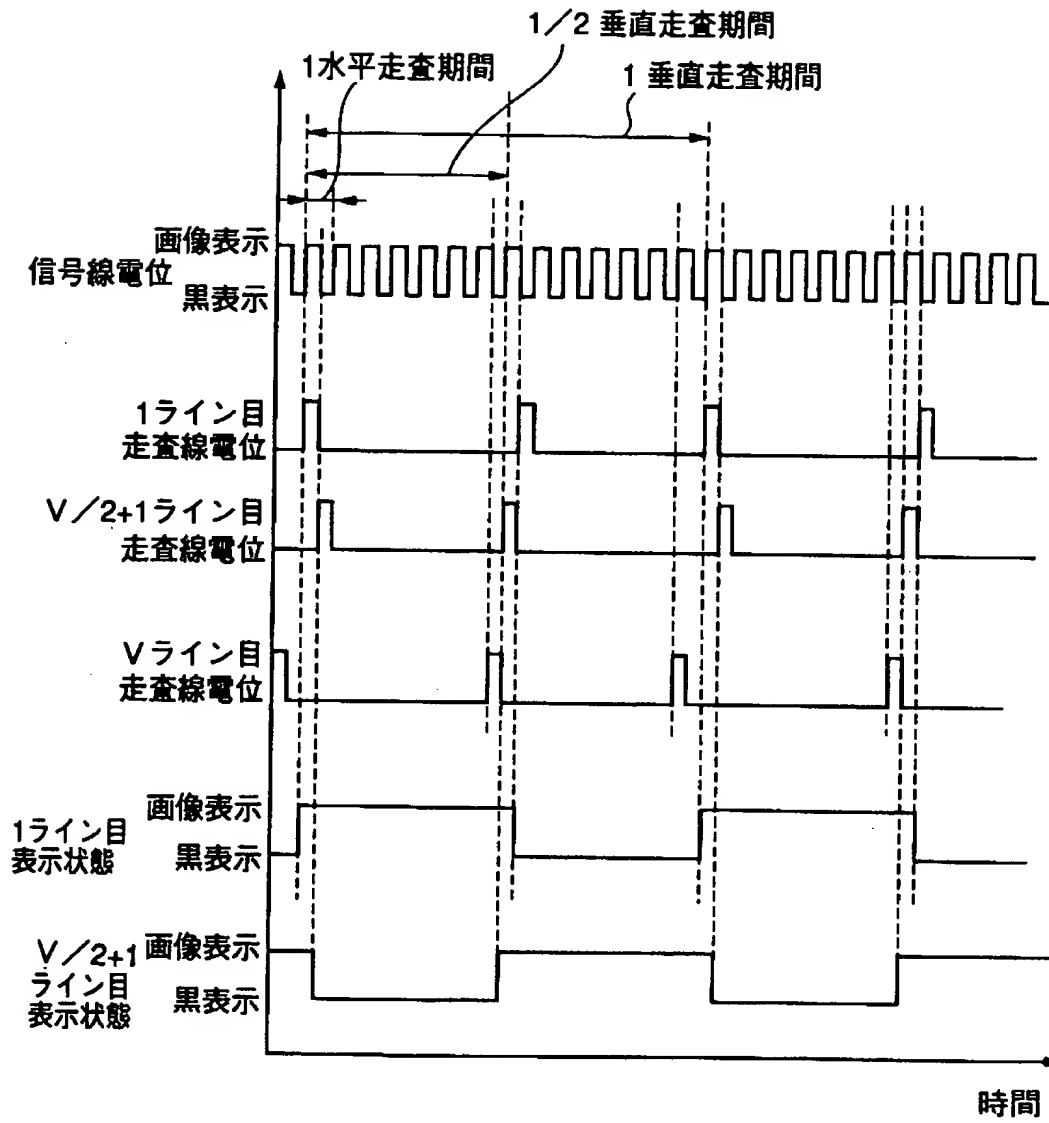 1/2 垂直走査期間
1水平走査期間
1 垂直走査期間
画像表示
信号線電位
黒表示
1ライン目
走査線電位
V/2+1ライン目
走査線電位
Vライン目
走査線電位
画像表示
1ライン目
表示状態
黒表示
V/2+1
画像表示
ライン目
表示状態
黒表示
時間